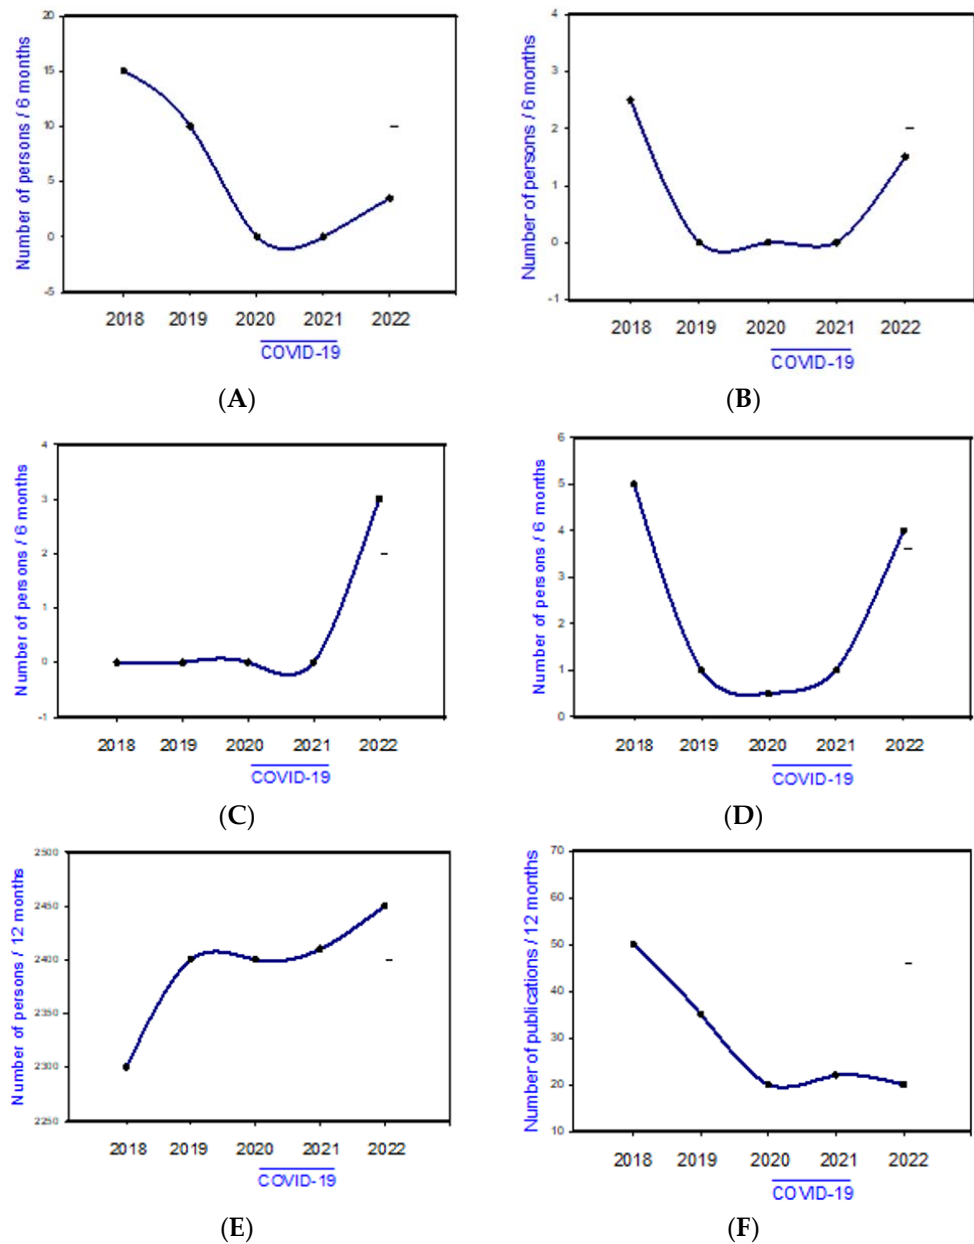 Number of persons / 6 months
20
15
10
5
0
-5
2018 2019 2020 2021 2022
COVID-19
(A)
Number of persons / 6 months
4
3
2
1
0
-1
2018 2019 2020 2021 2022
COVID-19
(B)
Number of persons / 6 months
4
3
2
1
0
-1
2018 2019 2020 2021 2022
COVID-19
(C)
Number of persons / 6 months
6
5
4
3
2
1
0
2018 2019 2020 2021 2022
COVID-19
(D)
Number of persons / 12 months
2500
2450
2400
2350
2300
2250
2018 2019 2020 2021 2022
COVID-19
(E)
Number of publications / 12 months
70
60
50
40
30
20
10
2018 2019 2020 2021 2022
COVID-19
(F)